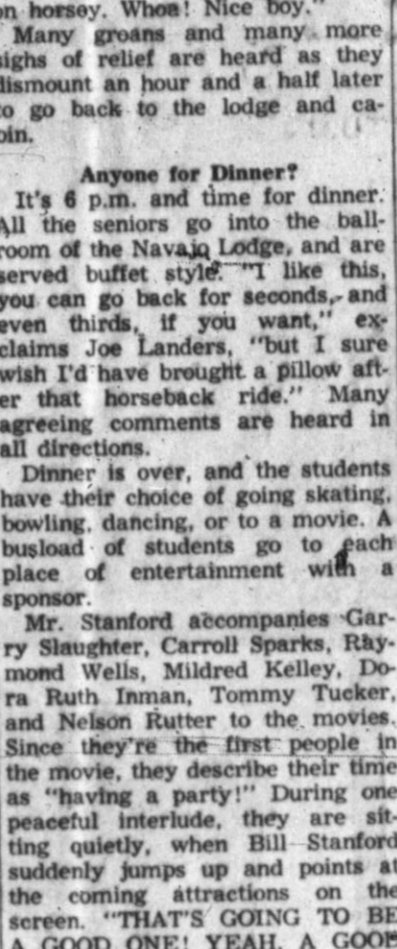 on horsey. Whoa! Nice boy."
Many groans and many more
sighs of relief are heard as they
dismount an hour and a half later
to go back to the lodge and ca-
bin.
Anyone for Dinner?
It's 6 p.m. and time for dinner.
All the seniors go into the ball-
room of the Navajo Lodge, and are
served buffet style. "I like this,
you can go back for seconds, and
even thirds, if you want," ex-
claims Joe Landers, "but I sure
wish I'd have brought a pillow aft-
er that horseback ride." Many
agreeing comments are heard in
all directions.
Dinner is over, and the students
have their choice of going skating,
bowling, dancing, or to a movie. A
busload of students go to each
place of entertainment with a
sponsor.
Mr. Stanford accompanies Gar-
ry Slaughter, Carroll Sparks, Ray-
mond Wells, Mildred Kelley, Do-
ra Ruth Inman, Tommy Tucker,
and Nelson Rutter to the movies.
Since they're the first people in
the movie, they describe their time
as "having a party!" During one
peaceful interlude, they are sit-
ting quietly, when Bill Stanford
suddenly jumps up and points at
the coming attractions on the
screen. "THAT'S GOING TO BE
A GOOD ONE! YEAH, A GOOD